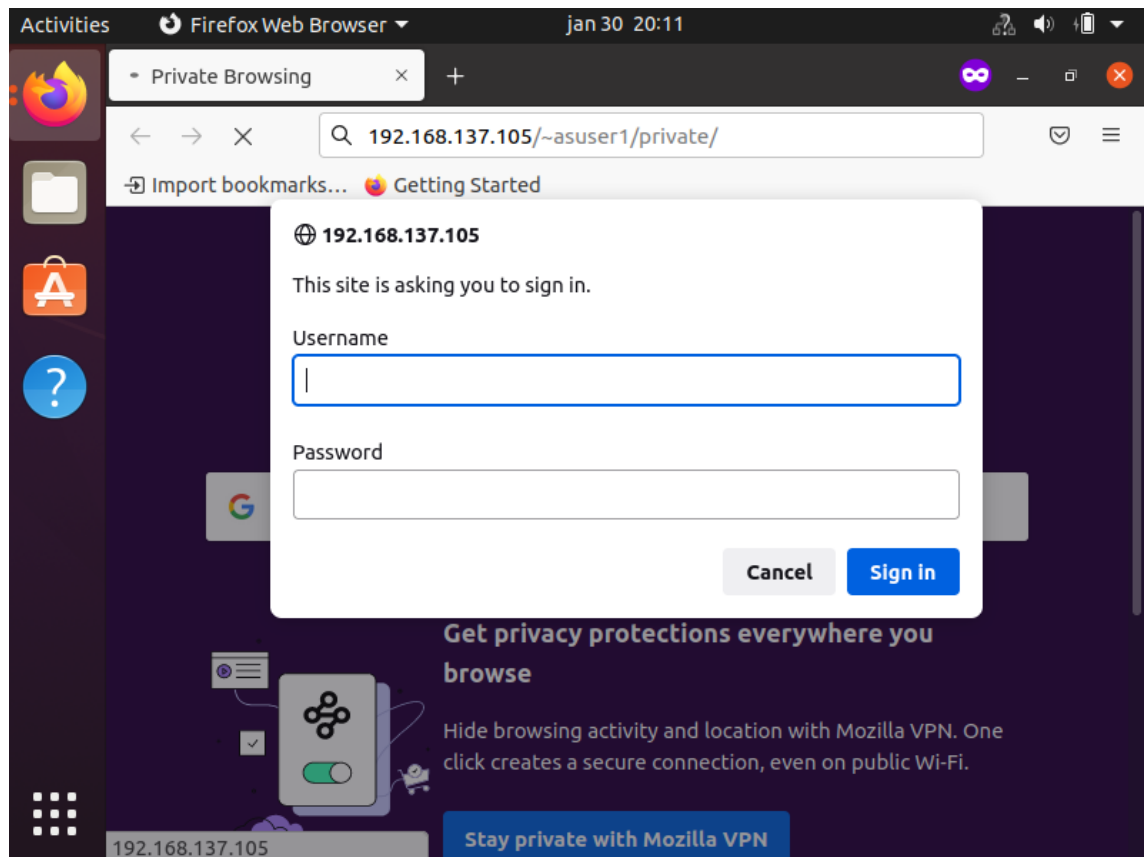 Activities Firefox Web Browser jan 30 20:11
Private Browsing
192.168.137.105/~asuser1/private/
Import bookmarks... Getting Started
192.168.137.105
This site is asking you to sign in.
Username
Password
Cancel Sign in
Get privacy protections everywhere you
browse
Hide browsing activity and location with Mozilla VPN. One
click creates a secure connection, even on public Wi-Fi.
Stay private with Mozilla VPN
192.168.137.105